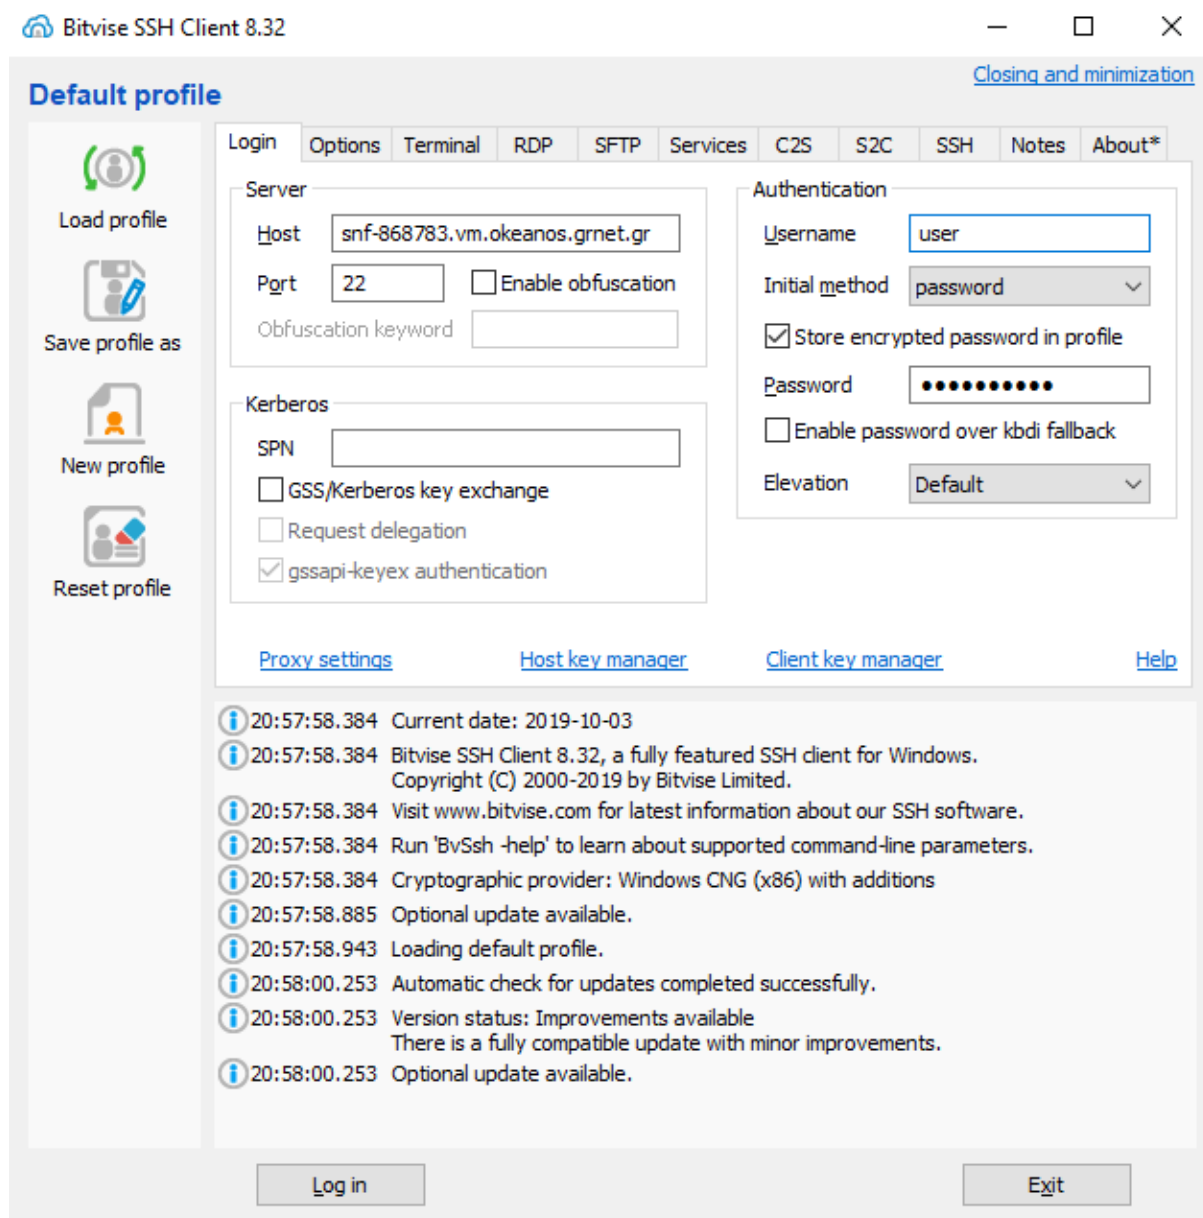 Bitvise SSH Client 8.32
Closing and minimization
Default profile
Load profile
Save profile as
New profile
Reset profile
Login Options Terminal RDP SFTP Services C2S S2C SSH Notes About*
Server
Host snf-868783.vm.okeanos.grnet.gr
Port 22 Enable obfuscation
Obfuscation keyword
Kerberos
SPN
GSS/Kerberos key exchange
Request delegation
gssapi-keyex authentication
Authentication
Username user
Initial method password
Store encrypted password in profile
Password ●●●●●●●●●●
Enable password over kbdi fallback
Elevation Default
Proxy settings Host key manager Client key manager Help
20:57:58.384 Current date: 2019-10-03
20:57:58.384 Bitvise SSH Client 8.32, a fully featured SSH client for Windows.
Copyright (C) 2000-2019 by Bitvise Limited.
20:57:58.384 Visit www.bitvise.com for latest information about our SSH software.
20:57:58.384 Run 'BvSsh -help' to learn about supported command-line parameters.
20:57:58.384 Cryptographic provider: Windows CNG (x86) with additions
20:57:58.885 Optional update available.
20:57:58.943 Loading default profile.
20:58:00.253 Automatic check for updates completed successfully.
20:58:00.253 Version status: Improvements available
There is a fully compatible update with minor improvements.
20:58:00.253 Optional update available.
Log in Exit